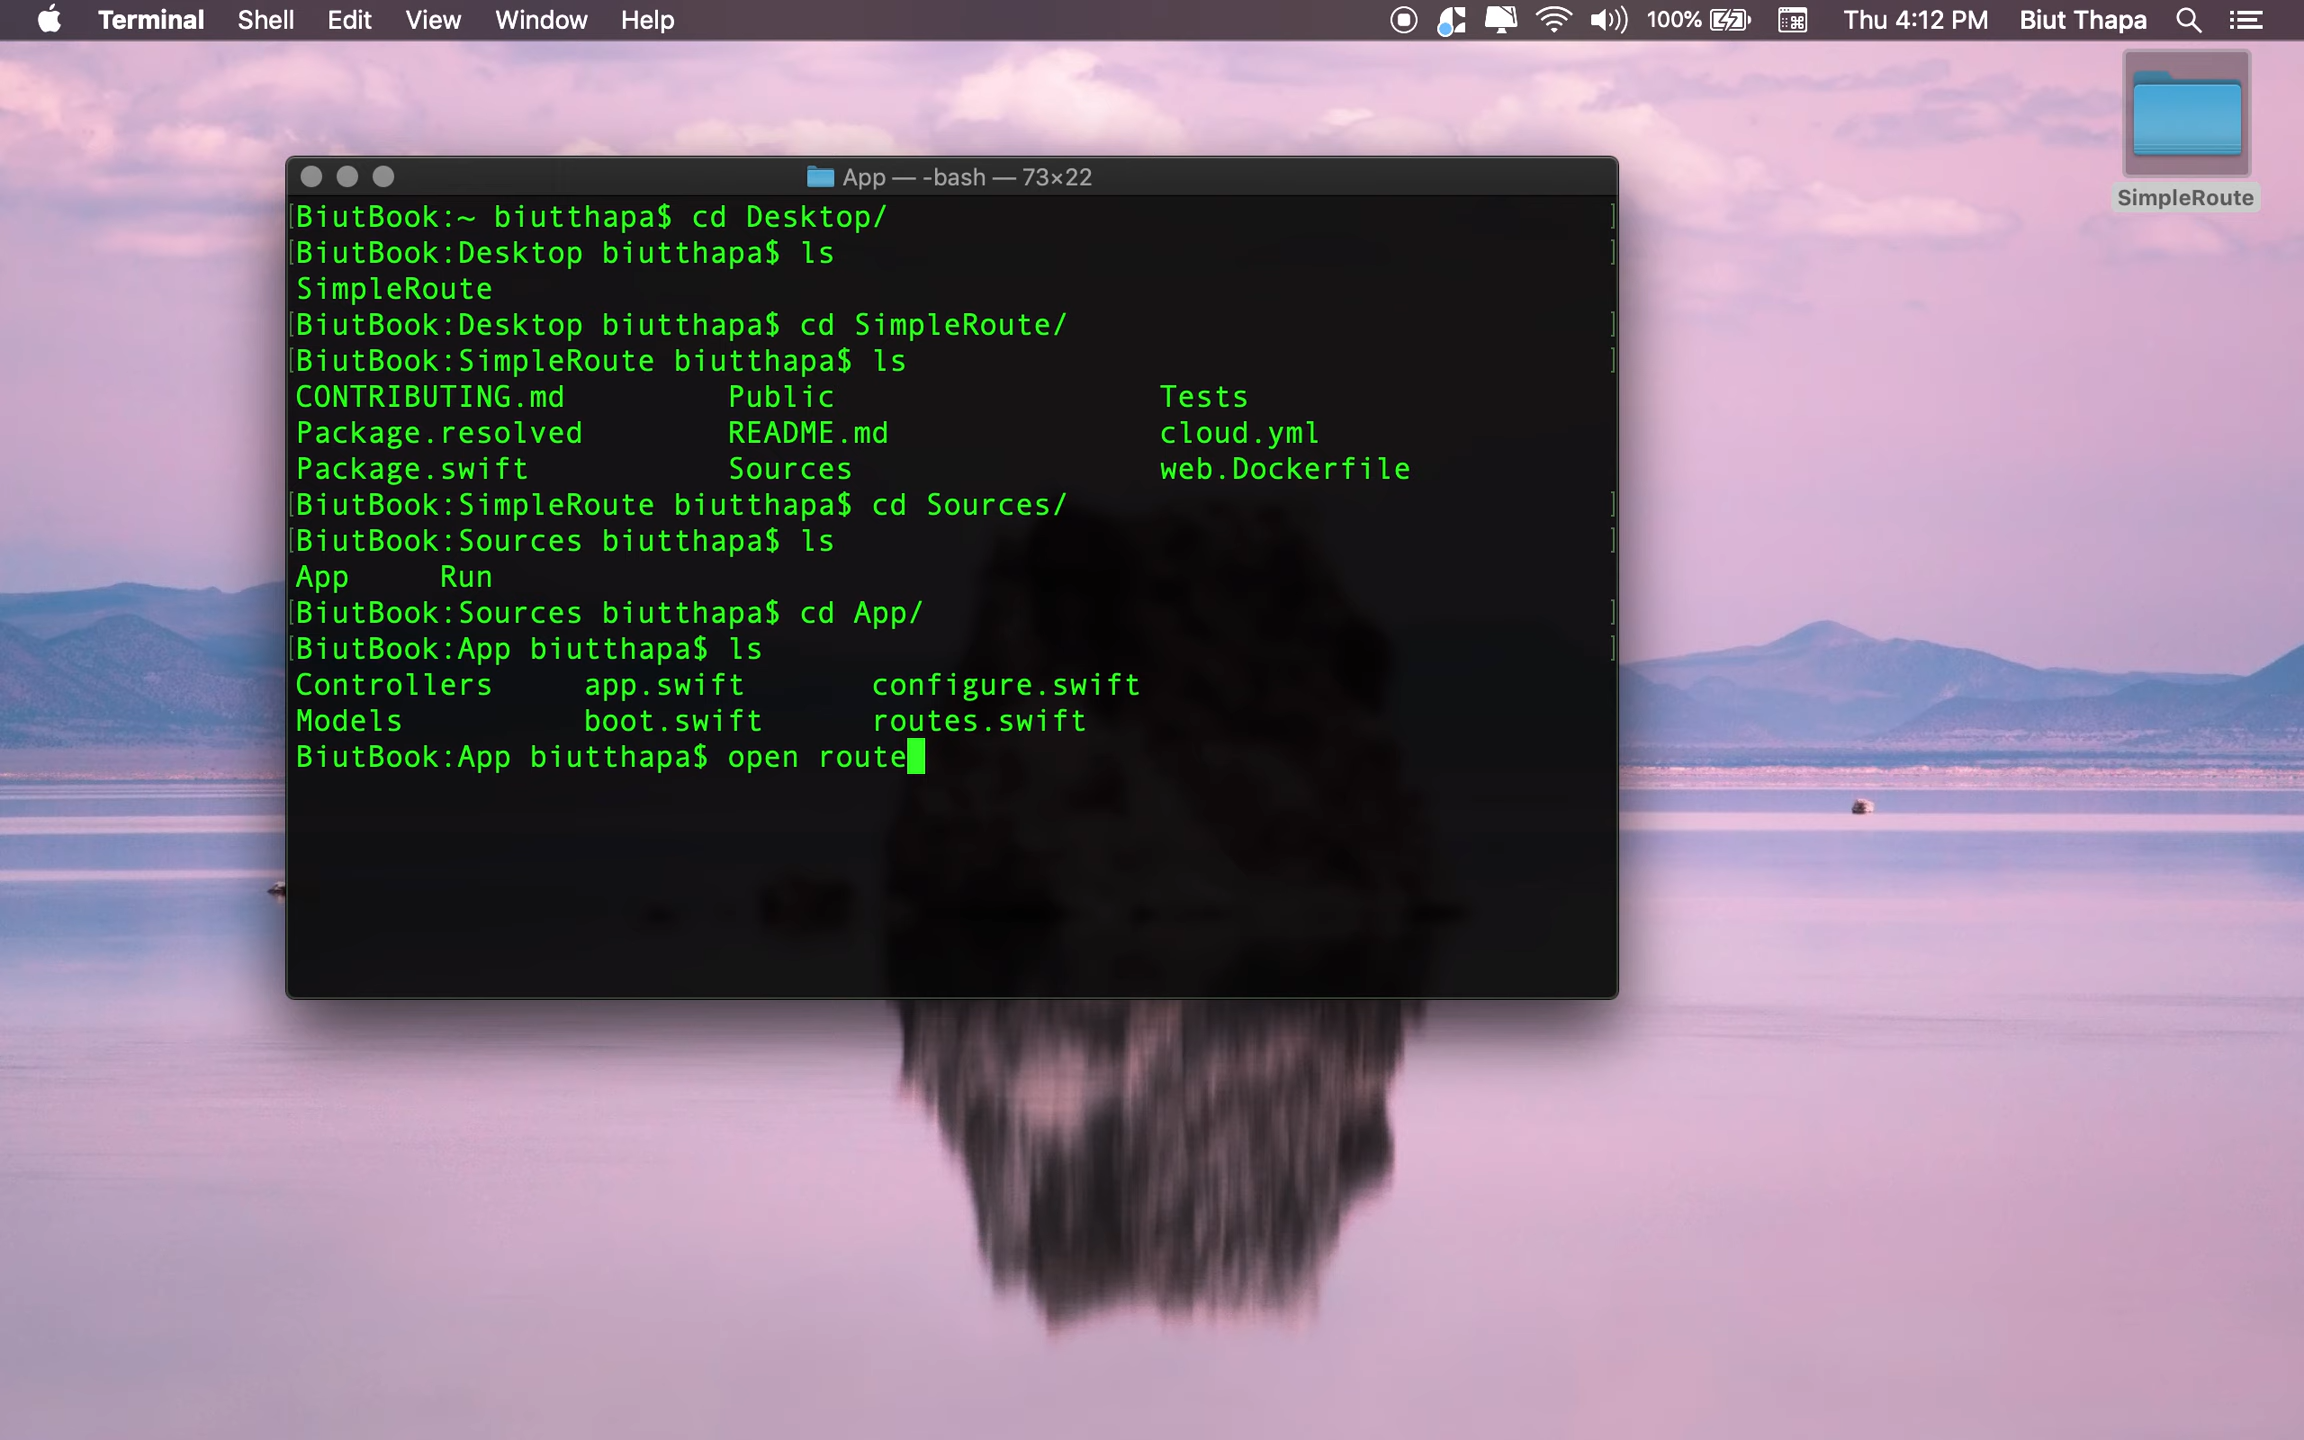 Terminal Shell Edit View Window Help 100% Thu 4:12 PM Biut Thapa
SimpleRoute
App — -bash — 73×22
[BiutBook:~ biutthapa$ cd Desktop/ ]
[BiutBook:Desktop biutthapa$ ls ]
SimpleRoute
[BiutBook:Desktop biutthapa$ cd SimpleRoute/ ]
[BiutBook:SimpleRoute biutthapa$ ls ]
CONTRIBUTING.md Public Tests
Package.resolved README.md cloud.yml
Package.swift Sources web.Dockerfile
[BiutBook:SimpleRoute biutthapa$ cd Sources/ ]
[BiutBook:Sources biutthapa$ ls ]
App Run
[BiutBook:Sources biutthapa$ cd App/ ]
[BiutBook:App biutthapa$ ls ]
Controllers app.swift configure.swift
Models boot.swift routes.swift
BiutBook:App biutthapa$ open route